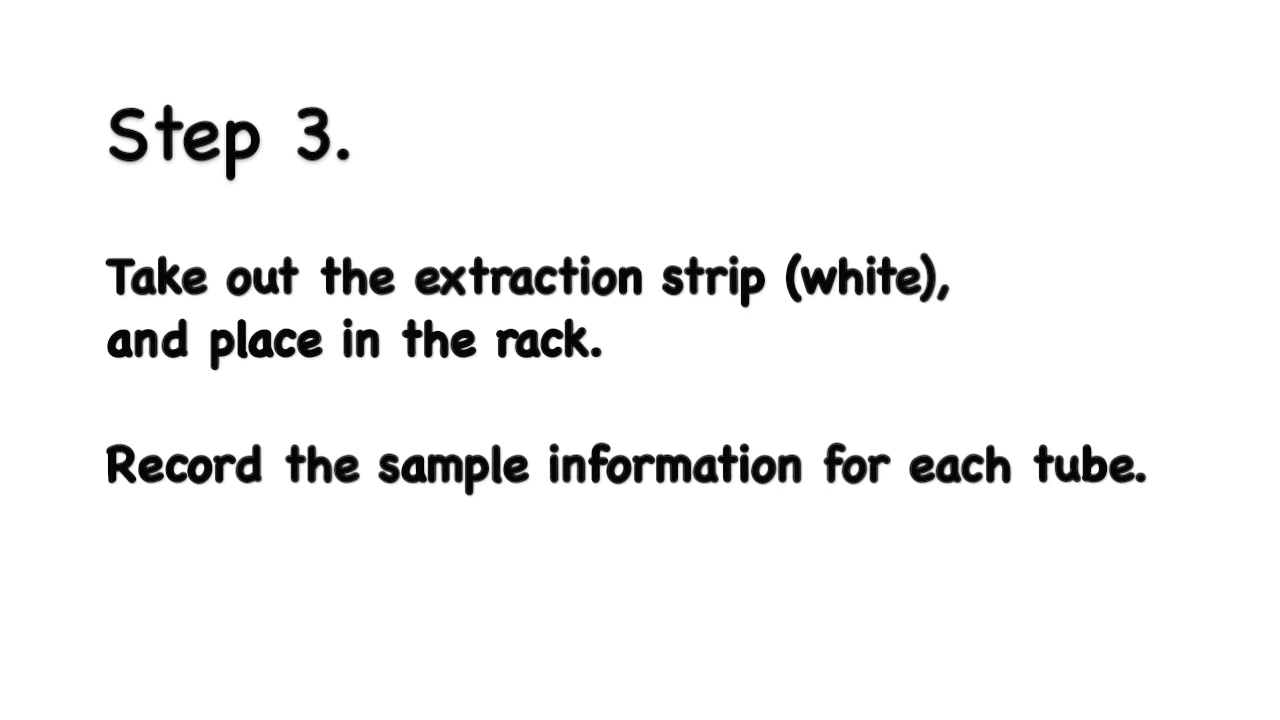 Step 3.
Take out the extraction strip (white),
and place in the rack.
Record the sample information for each tube.